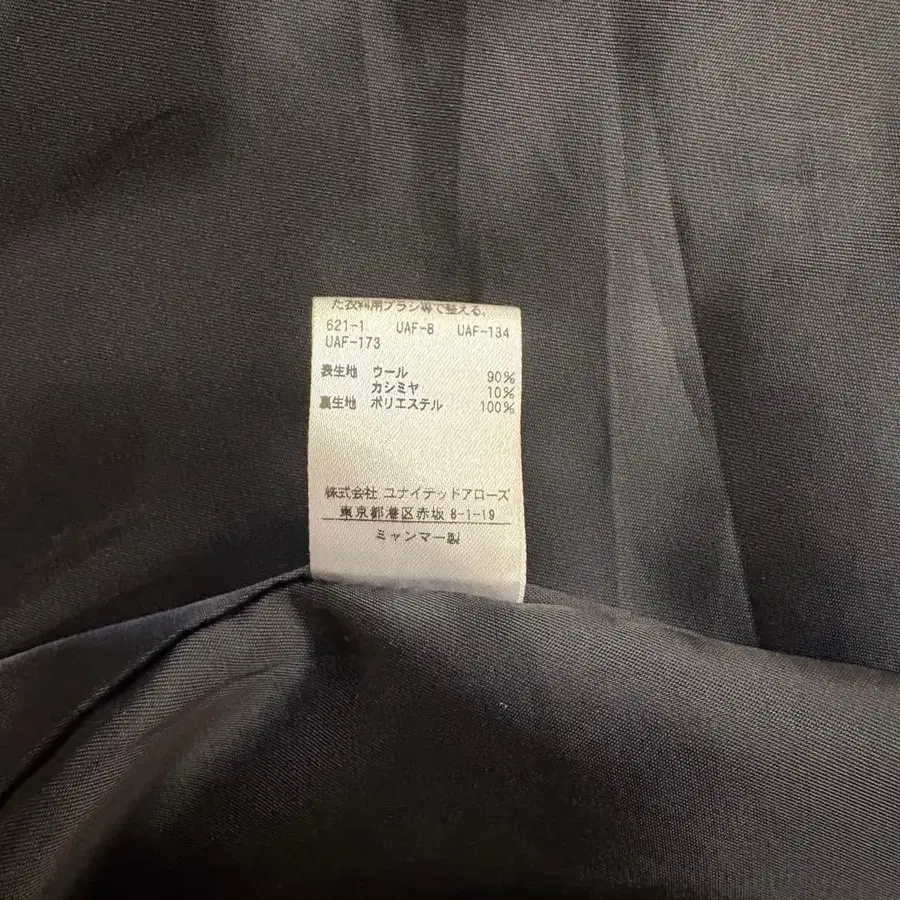 た衣料用ブラシ等で整える。
621-1 UAF-8 UAF-134
UAF-173
表生地 ウール 90%
カシミヤ 10%
裏生地 ポリエステル 100%
株式会社 ユナイテッドアローズ
東京都港区赤坂 8-1-19
ミャンマー製